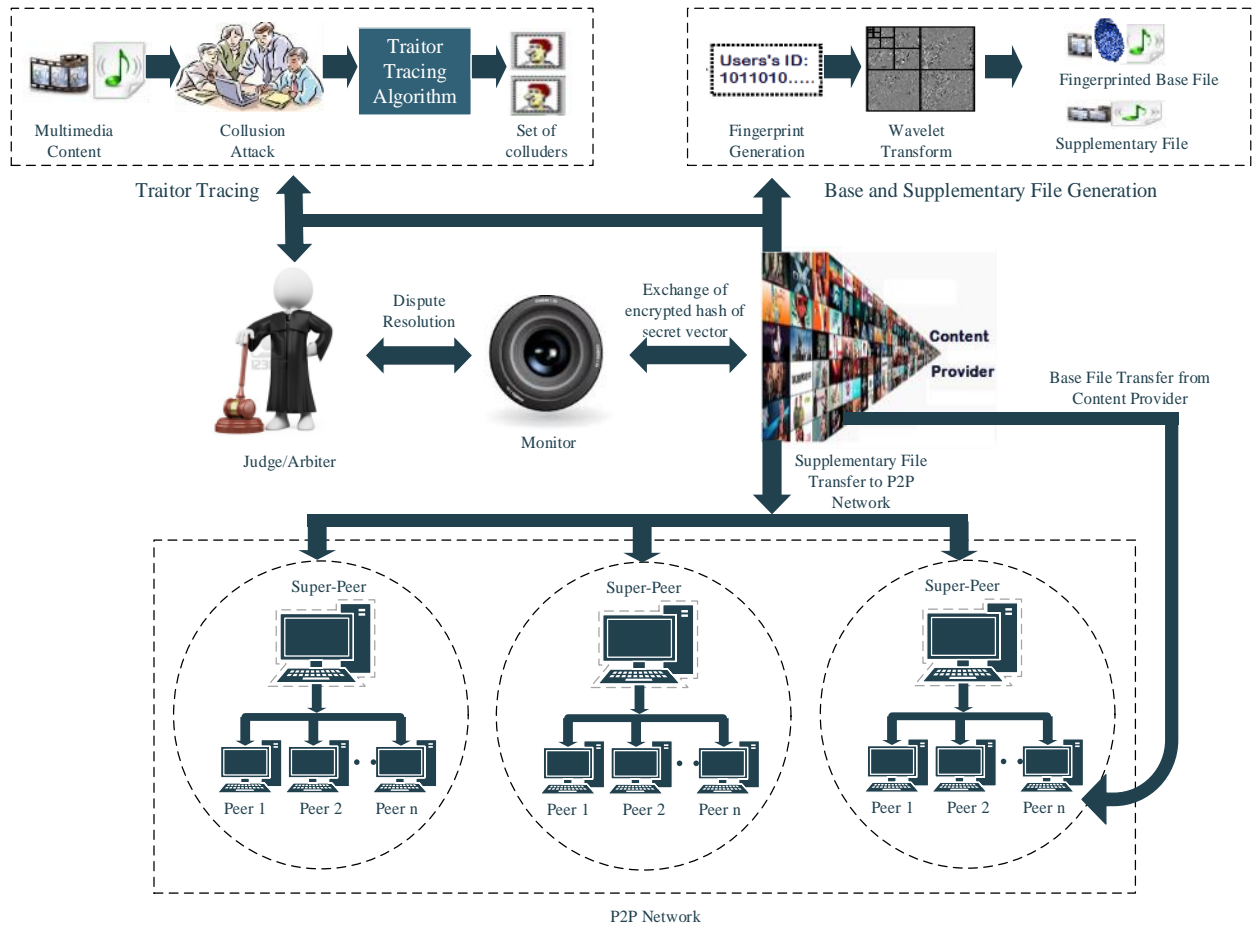 Traitor
Tracing
Algorithm
Multimedia
Content
Collusion
Attack
Set of
colluders
Traitor Tracing
Users's ID:
1011010.....
Fingerprint
Generation
Wavelet
Transform
Fingerprinted Base File
Supplementary File
Base and Supplementary File Generation
Dispute
Resolution
Exchange of
encrypted hash of
secret vector
Content
Provider
Base File Transfer from
Content Provider
Judge/Arbiter
Monitor
Supplementary File
Transfer to P2P
Network
Super-Peer
Peer 1
Peer 2
Peer n
Super-Peer
Peer 1
Peer 2
Peer n
Super-Peer
Peer 1
Peer 2
Peer n
P2P Network